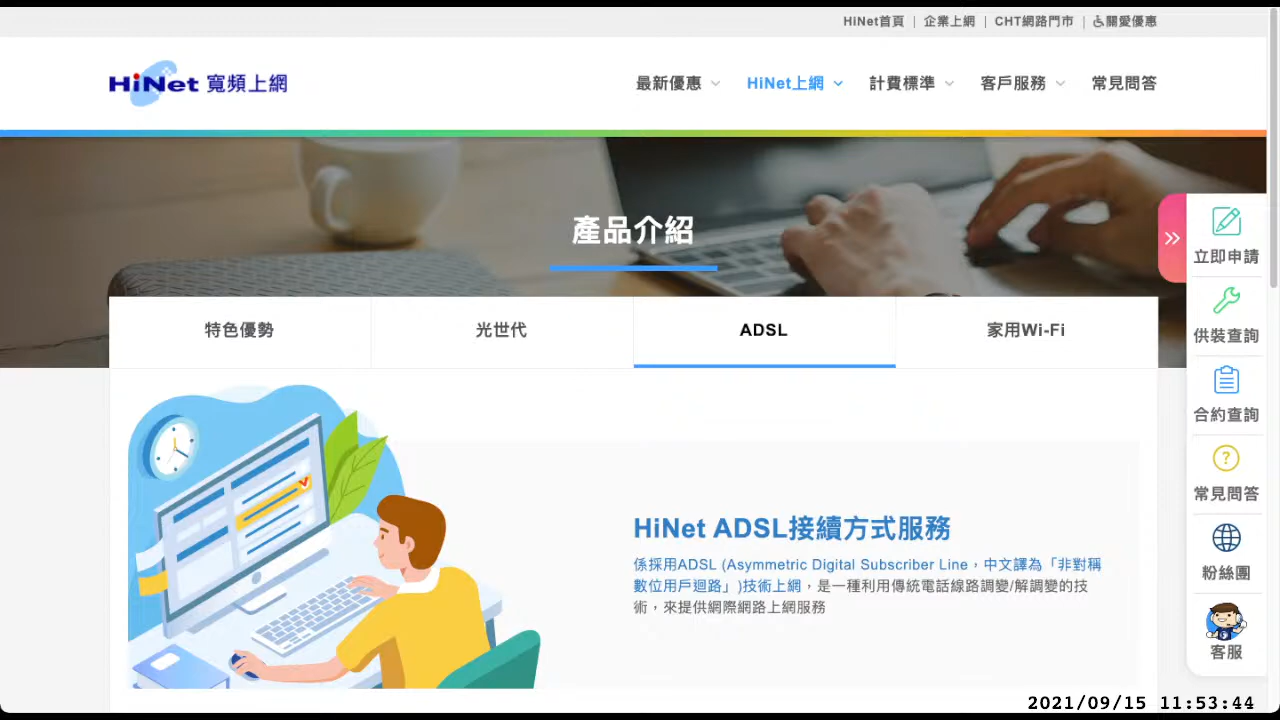 HiNet首頁 | 企業上網 | CHT網路門市 | ♿關愛優惠
HiNet 寬頻上網
最新優惠 HiNet上網 計費標準 客戶服務 常見問答
產品介紹
特色優勢 光世代 ADSL 家用Wi-Fi
HiNet ADSL接續方式服務
係採用ADSL (Asymmetric Digital Subscriber Line，中文譯為「非對稱
數位用戶迴路」)技術上網，是一種利用傳統電話線路調變/解調變的技
術，來提供網際網路上網服務
立即申請
供裝查詢
合約查詢
常見問答
粉絲團
客服
2021/09/15 11:53:44